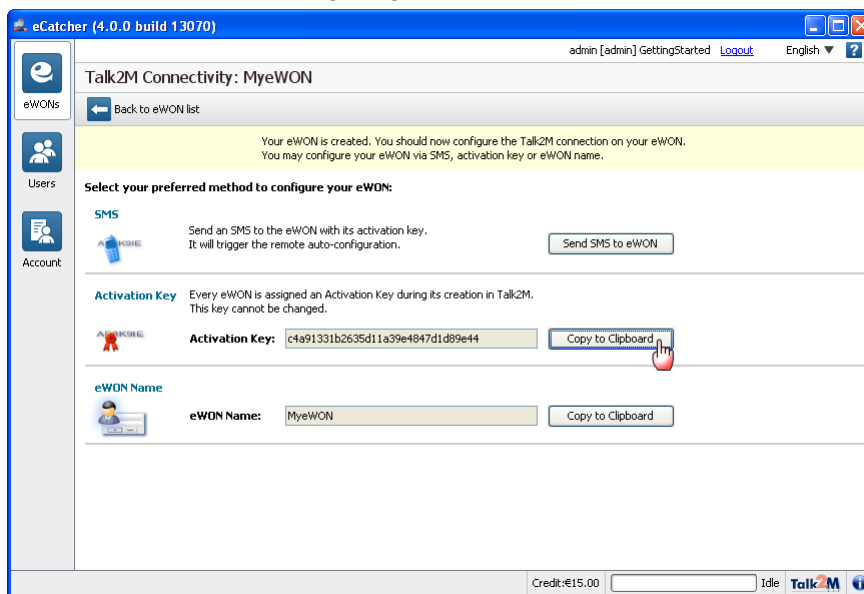 eCatcher (4.0.0 build 13070)
admin [admin] GettingStarted Logout English ▼ ?
Talk2M Connectivity: MyeWON
eWONs
Back to eWON list
Your eWON is created. You should now configure the Talk2M connection on your eWON.
You may configure your eWON via SMS, activation key or eWON name.
Users
Select your preferred method to configure your eWON:
SMS
Send an SMS to the eWON with its activation key.
It will trigger the remote auto-configuration.
Send SMS to eWON
Account
Activation Key
Every eWON is assigned an Activation Key during its creation in Talk2M.
This key cannot be changed.
Activation Key: c4a91331b2635d11a39e4847d1d89e44 Copy to Clipboard
eWON Name
eWON Name: MyeWON Copy to Clipboard
Credit:€15.00 Idle Talk2M